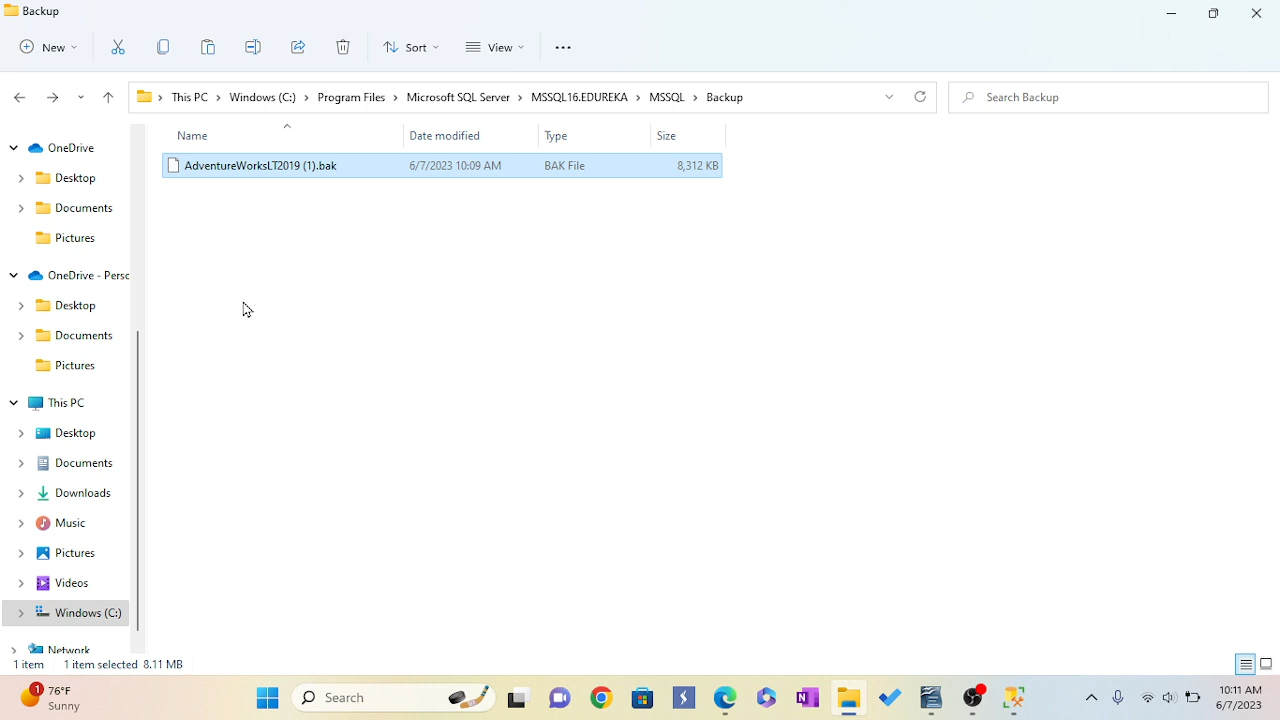 Backup
New
Sort
View
This PC > Windows (C:) > Program Files > Microsoft SQL Server > MSSQL16.EDUREKA > MSSQL > Backup
Search Backup
Name Date modified Type Size
AdventureWorksLT2019 (1).bak 6/7/2023 10:09 AM BAK File 8,312 KB
OneDrive
Desktop
Documents
Pictures
OneDrive - Perso
Desktop
Documents
Pictures
This PC
Desktop
Documents
Downloads
Music
Pictures
Videos
Windows (C:)
Network
1 item 1 item selected 8.11 MB
1
76°F
Sunny
Search
N
10:11 AM
6/7/2023